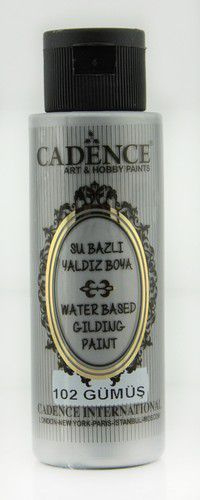 CADENCE
ART & HOBBY PAINTS
SU BAZLI
YALDIZ BOYA
WATER BASED
GILDING
PAINT
102 GÜMÜŞ
CADENCE INTERNATIONAL
LONDON-NEW YORK-PARIS-ISTANBUL-MOSCOW